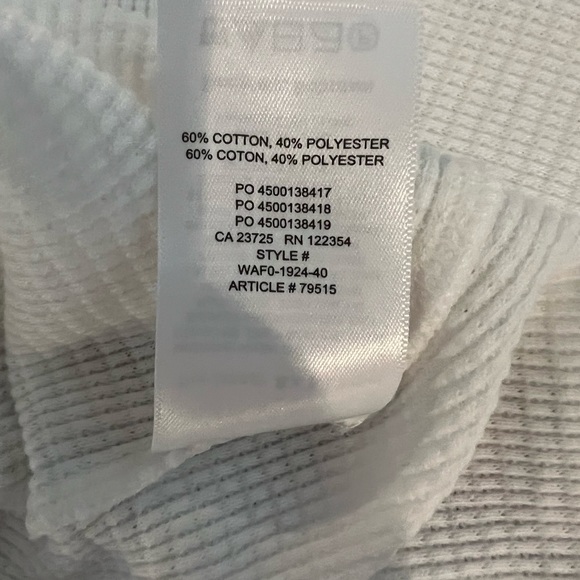 60% COTTON, 40% POLYESTER
60% COTON, 40% POLYESTER
PO 4500138417
PO 4500138418
PO 4500138419
CA 23725 RN 122354
STYLE #
WAF0-1924-40
ARTICLE # 79515